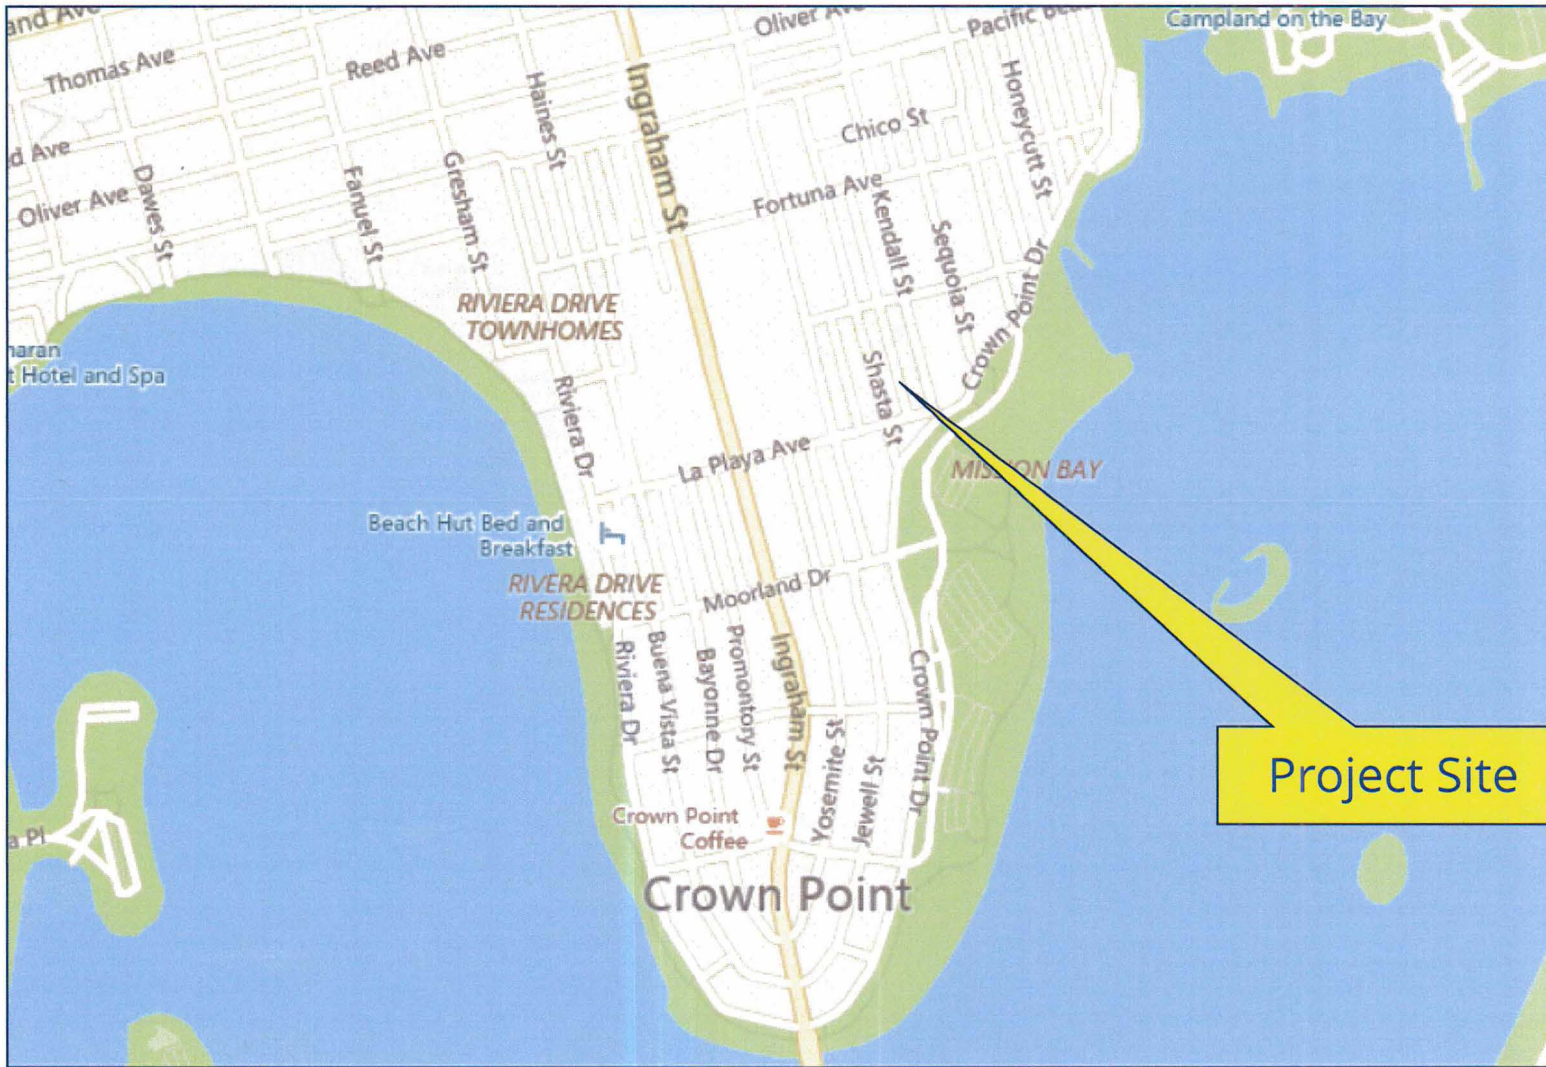 and Ave
Oliver Ave
Pacific Bea
Campland on the Bay
Thomas Ave
Reed Ave
Haines St
Ingraham St
Honeycutt St
Chico St
d Ave
Dawes St
Fanuel St
Gresham St
Fortuna Ave
Oliver Ave
Kendall St
Sequoia St
Crown Point Dr
RIVIERA DRIVE
TOWNHOMES
haran
t Hotel and Spa
Riviera Dr
Shasta St
La Playa Ave
MISSION BAY
Beach Hut Bed and
Breakfast
RIVERA DRIVE
RESIDENCES
Moorland Dr
Riviera Dr
Buena Vista St
Bayonne Dr
Promontory St
Ingraham St
Crown Point Dr
Yosemite St
Jewell St
Project Site
Crown Point
Coffee
a Pl
Crown Point